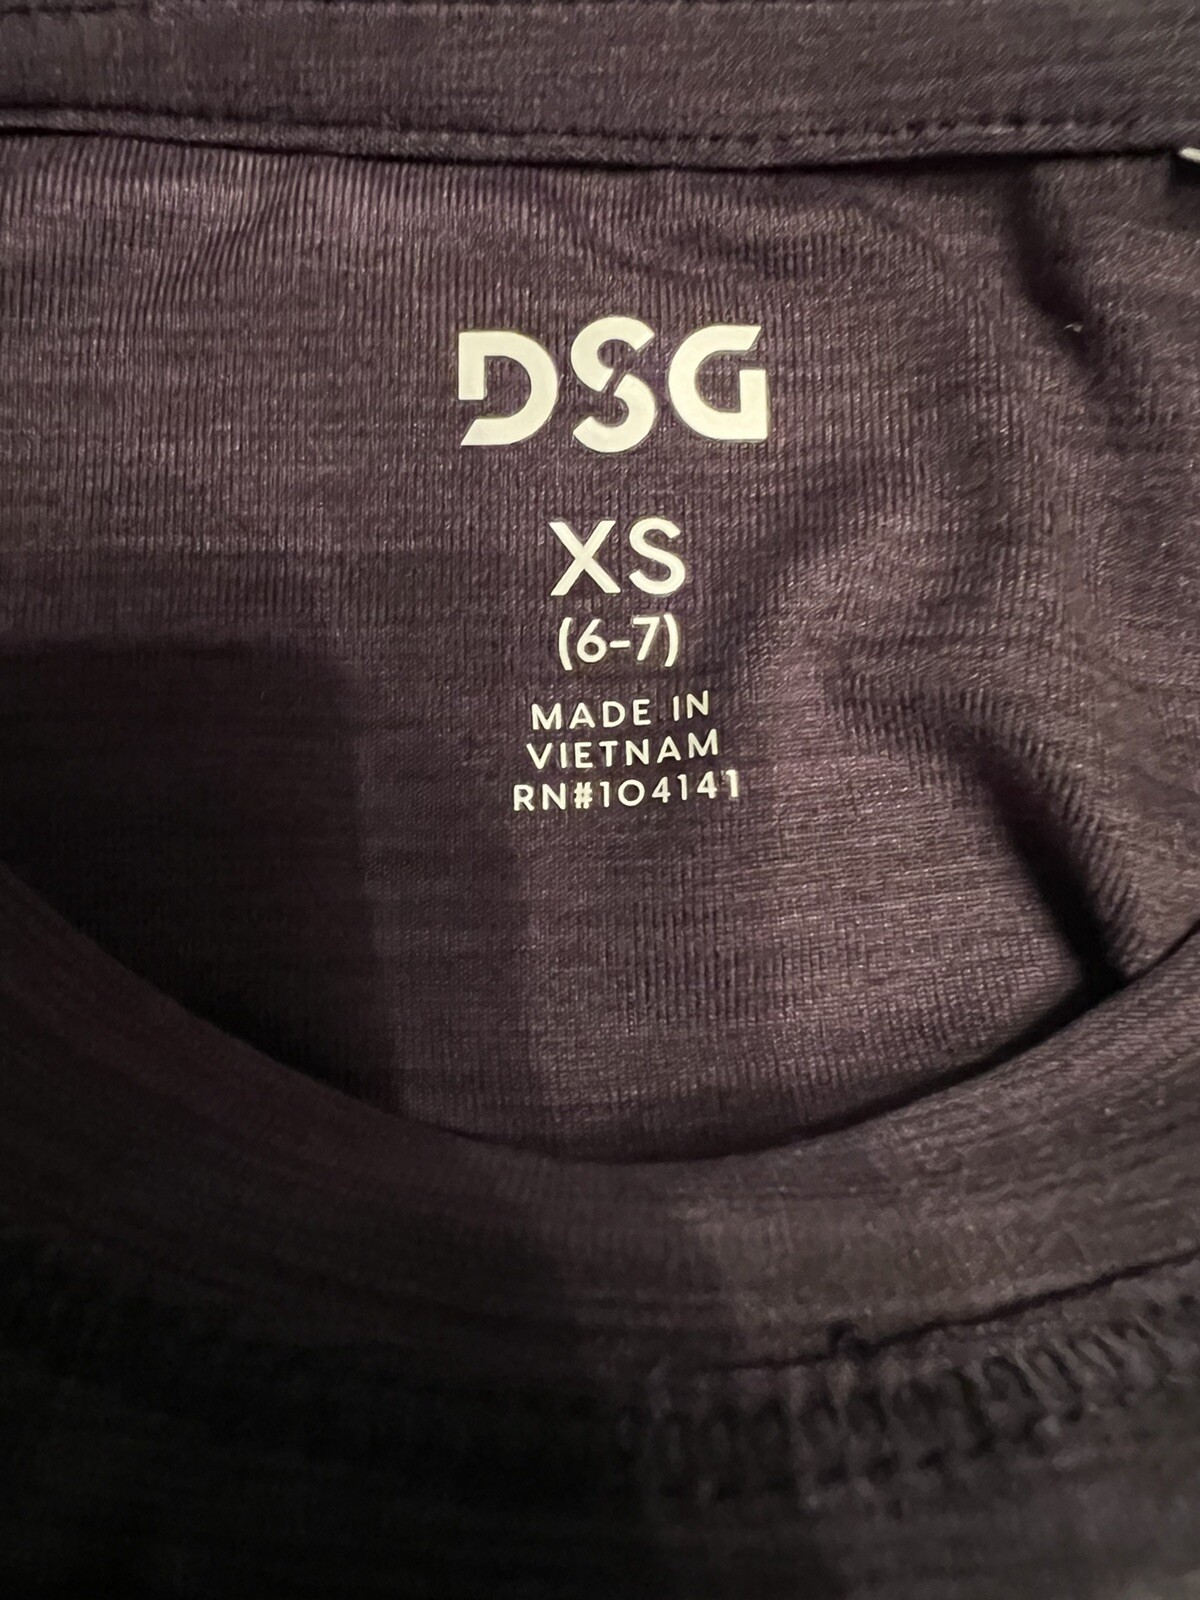 DSG
XS
(6-7)
MADE IN
VIETNAM
RN#104141